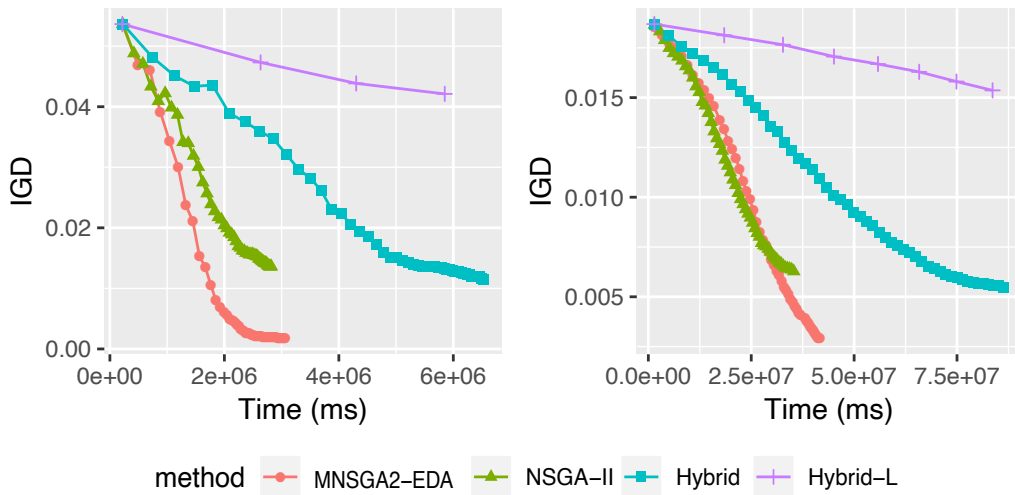 IGD
0.04
0.02
0.00
0e+00 2e+06 4e+06 6e+06
Time (ms)
IGD
0.015
0.010
0.005
0.0e+00 2.5e+07 5.0e+07 7.5e+07
Time (ms)
method MNSGA2−EDA NSGA−II Hybrid Hybrid−L